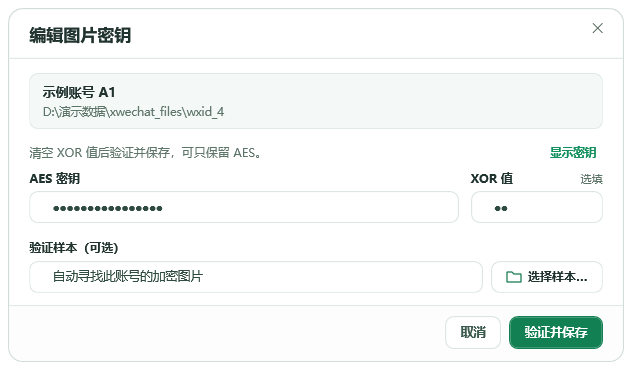 编辑图片密钥
示例账号 A1
D:\演示数据\xwechat_files\wxid_4
清空 XOR 值后验证并保存，可只保留 AES。 显示密钥
AES 密钥 XOR 值 选填
•••••••••••••••• ••
验证样本（可选）
自动寻找此账号的加密图片 选择样本...
取消 验证并保存